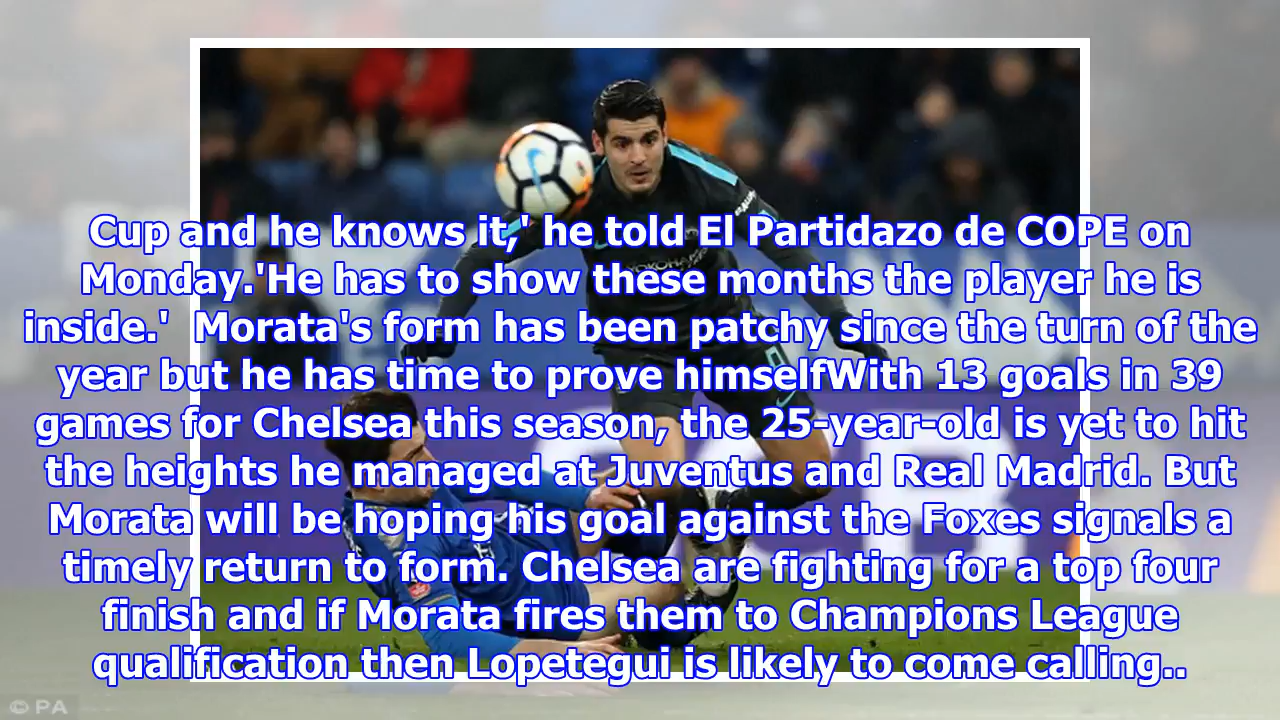 Cup and he knows it,' he told El Partidazo de COPE on
Monday.'He has to show these months the player he is
inside.'  Morata's form has been patchy since the turn of the
year but he has time to prove himselfWith 13 goals in 39
games for Chelsea this season, the 25-year-old is yet to hit
the heights he managed at Juventus and Real Madrid. But
Morata will be hoping his goal against the Foxes signals a
timely return to form. Chelsea are fighting for a top four
finish and if Morata fires them to Champions League
qualification then Lopetegui is likely to come calling..
YOKOHAMA
© PA